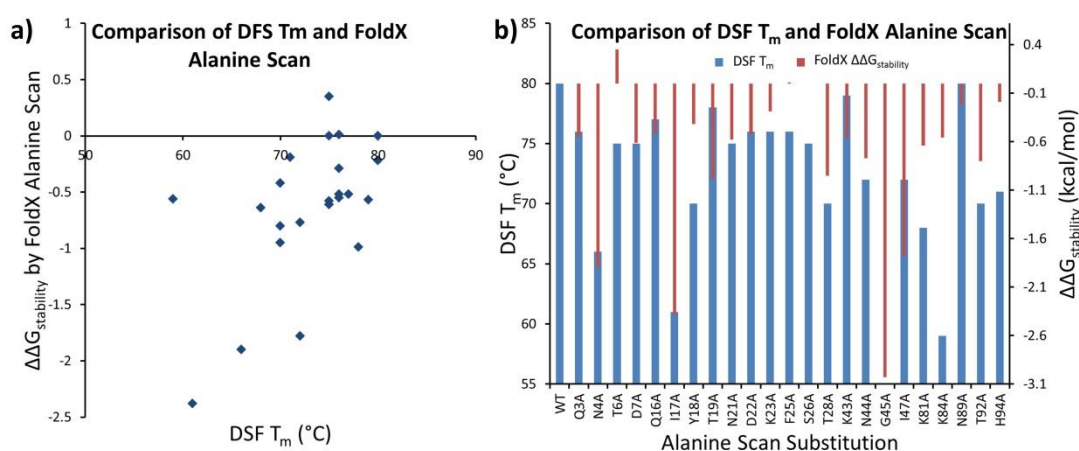 a)
Comparison of DFS Tm and FoldX
Alanine Scan
1
0.5
0
-0.5
-1
-1.5
-2
-2.5
50
60
70
80
90
ΔΔGstability by FoldX Alanine Scan
DSF Tm (°C)
b)
Comparison of DSF Tm and FoldX Alanine Scan
DSF Tm
FoldX ΔΔGstability
85
80
75
70
65
60
55
DSF Tm (°C)
0.4
-0.1
-0.6
-1.1
-1.6
-2.1
-2.6
-3.1
ΔΔGstability (kcal/mol)
WT
Q3A
N4A
T6A
D7A
Q16A
I17A
Y18A
T19A
N21A
D22A
K23A
F25A
S26A
T28A
K43A
N44A
G45A
I47A
K81A
K84A
N89A
T92A
H94A
Alanine Scan Substitution